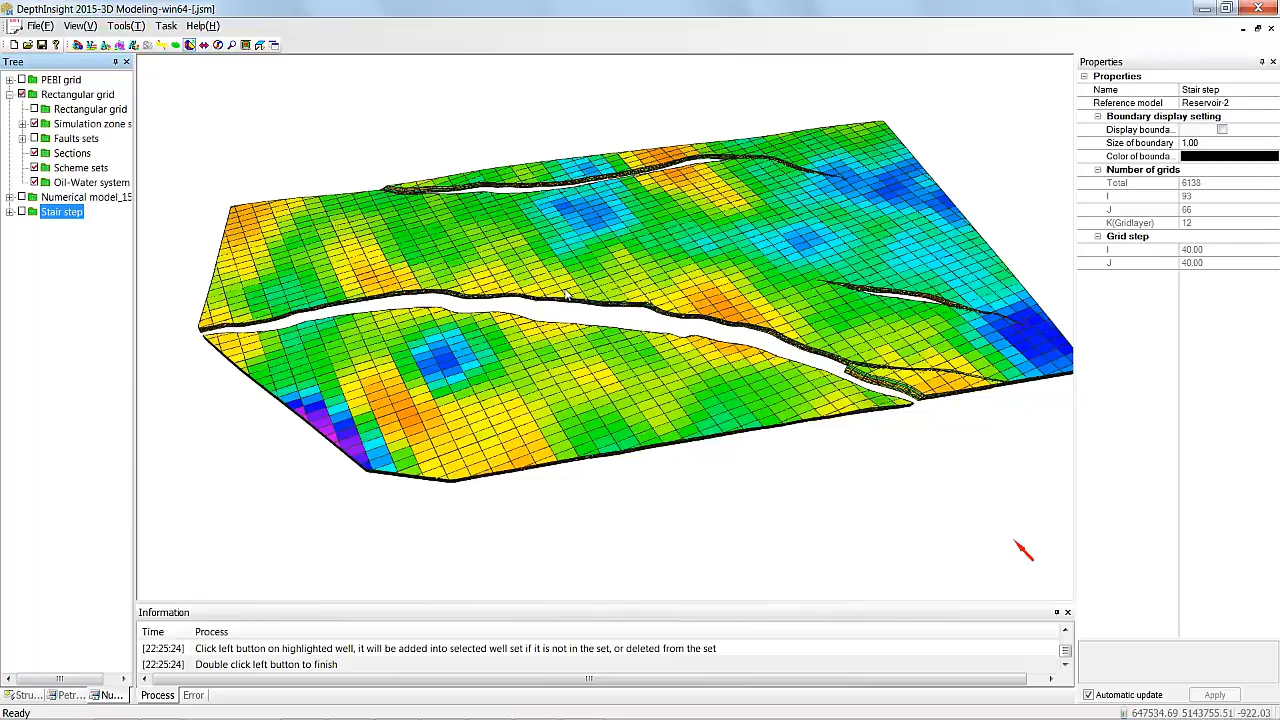 DepthInsight 2015-3D Modeling-win64-[.jsm]
File(F) View(V) Tools(T) Task Help(H)
Tree
PEBI grid
Rectangular grid
Rectangular grid
Simulation zone s
Faults sets
Sections
Scheme sets
Oil-Water system
Numerical model_15
Stair step
Stru... Petr... Nu...
Properties
Properties
Name Stair step
Reference model Reservoir-2
Boundary display setting
Display bounda...
Size of boundary 1.00
Color of bounda...
Number of grids
Total 6138
I 93
J 66
K(Gridlayer) 12
Grid step
I 40.00
J 40.00
Information
Time Process
[22:25:24] Click left button on highlighted well, it will be added into selected well set if it is not in the set, or deleted from the set
[22:25:24] Double click left button to finish
Process Error
Automatic update Apply
Ready 647534.69 5143755.51 -922.03